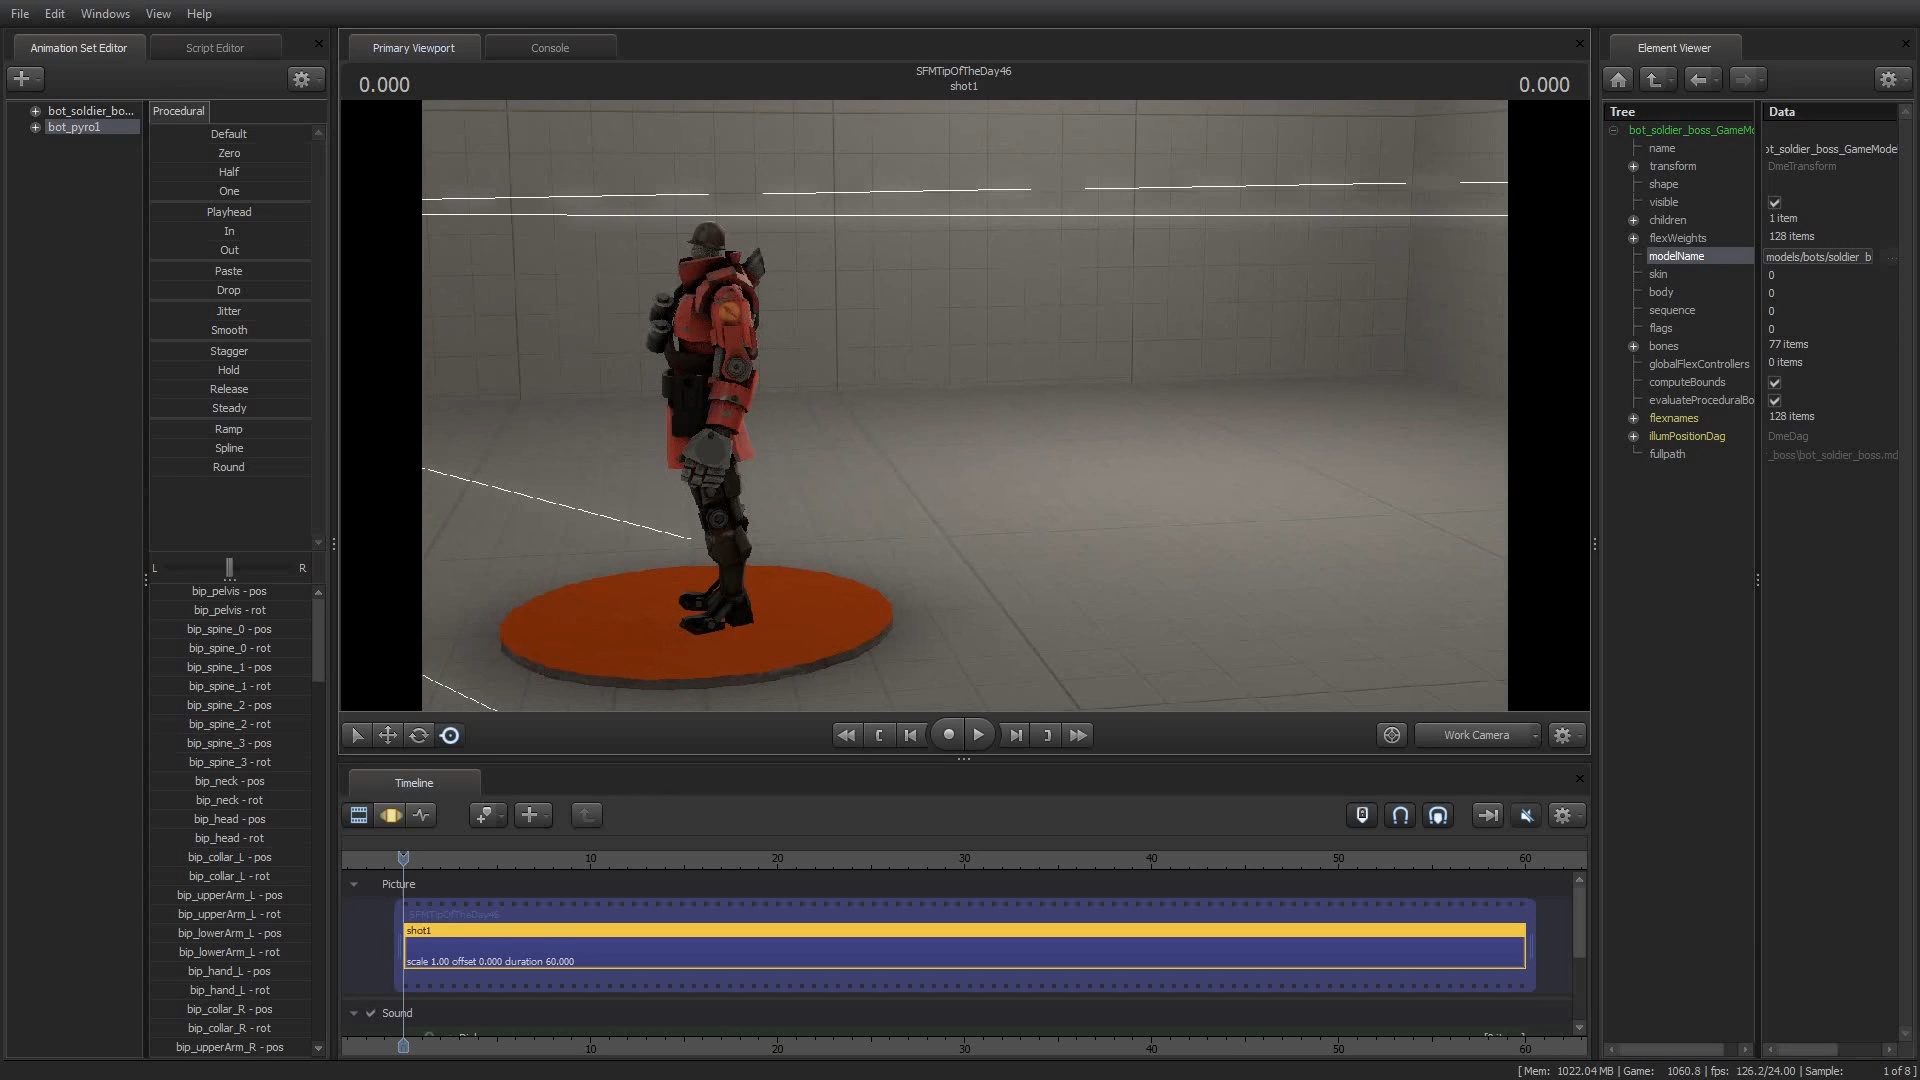 File Edit Windows View Help
Animation Set Editor
Script Editor
bot_soldier_bo...
bot_pyro1
Procedural
Default
Zero
Half
One
Playhead
In
Out
Paste
Drop
Jitter
Smooth
Stagger
Hold
Release
Steady
Ramp
Spline
Round
L R
bip_pelvis - pos
bip_pelvis - rot
bip_spine_0 - pos
bip_spine_0 - rot
bip_spine_1 - pos
bip_spine_1 - rot
bip_spine_2 - pos
bip_spine_2 - rot
bip_spine_3 - pos
bip_spine_3 - rot
bip_neck - pos
bip_neck - rot
bip_head - pos
bip_head - rot
bip_collar_L - pos
bip_collar_L - rot
bip_upperArm_L - pos
bip_upperArm_L - rot
bip_lowerArm_L - pos
bip_lowerArm_L - rot
bip_hand_L - pos
bip_hand_L - rot
bip_collar_R - pos
bip_collar_R - rot
bip_upperArm_R - pos
Primary Viewport
Console
0.000
SFMTipOfTheDay46
shot1
0.000
Work Camera
Timeline
10 20 30 40 50 60
Picture
SFMTipOfTheDay46
shot1
scale 1.00 offset 0.000 duration 60.000
Sound
10 20 30 40 50 60
Element Viewer
Tree Data
bot_soldier_boss_GameMo
name ot_soldier_boss_GameMode
transform DmeTransform
shape
visible
children 1 item
flexWeights 128 items
modelName models/bots/soldier_b ...
skin 0
body 0
sequence 0
flags 0
bones 77 items
globalFlexControllers 0 items
computeBounds
evaluateProceduralBo
flexnames 128 items
illumPositionDag DmeDag
fullpath _boss\bot_soldier_boss.md
[ Mem: 1022.04 MB | Game: 1060.8 | fps: 126.2/24.00 | Sample: 1 of 8 ]